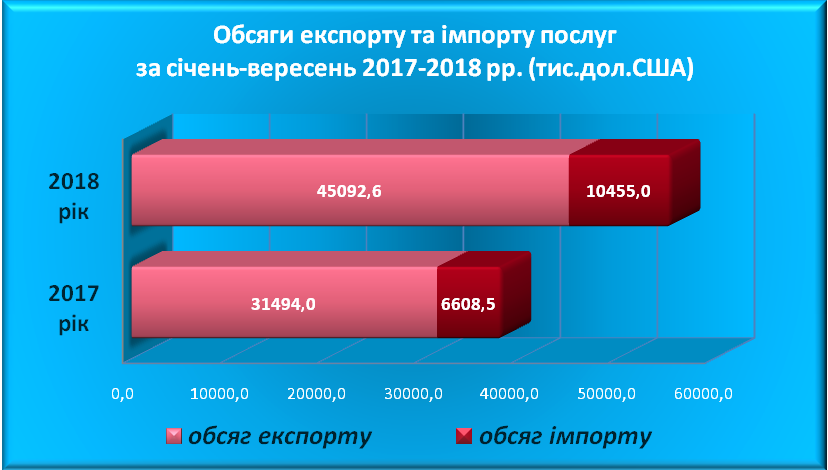 Обсяги експорту та імпорту послуг
за січень-вересень 2017-2018 рр. (тис.дол.США)
2018
рік
45092,6
10455,0
2017
рік
31494,0
6608,5
0,0
10000,0
20000,0
30000,0
40000,0
50000,0
60000,0
обсяг експорту
обсяг імпорту